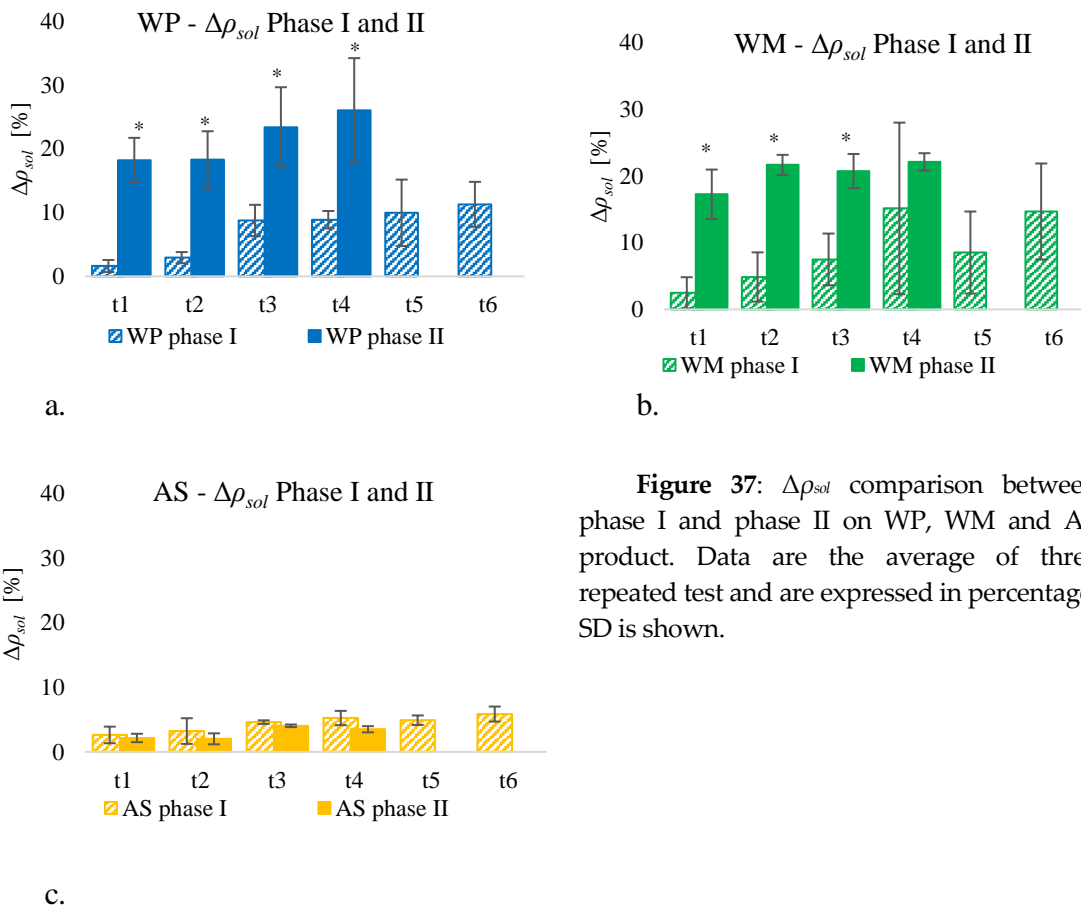 WP - Δρsol Phase I and II
40
30
20
10
0
Δρsol [%]
* * * *
t1 t2 t3 t4 t5 t6
WP phase I WP phase II
a.
WM - Δρsol Phase I and II
40
30
20
10
0
Δρsol [%]
* * *
t1 t2 t3 t4 t5 t6
WM phase I WM phase II
b.
AS - Δρsol Phase I and II
40
30
20
10
0
Δρsol [%]
t1 t2 t3 t4 t5 t6
AS phase I AS phase II
c.
Figure 37: Δρsol comparison between
phase I and phase II on WP, WM and A
product. Data are the average of thre
repeated test and are expressed in percentage
SD is shown.